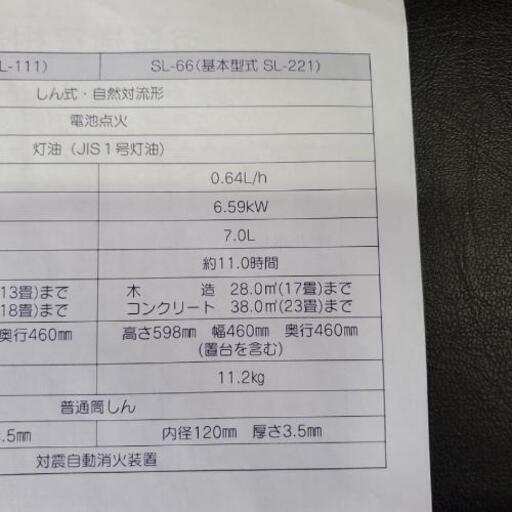 L-111) SL-66(基本型式 SL-221)
しん式・自然対流形
電池点火
灯油（JIS１号灯油)
0.64L/h
6.59kW
7.0L
約11.0時間
13畳)まで 木 造 28.0㎡(17畳)まで
18畳)まで コンクリート 38.0㎡(23畳)まで
奥行460㎜ 高さ598㎜ 幅460㎜ 奥行460㎜
(置台を含む)
11.2kg
普通筒しん
.5㎜ 内径120㎜ 厚さ3.5㎜
対震自動消火装置